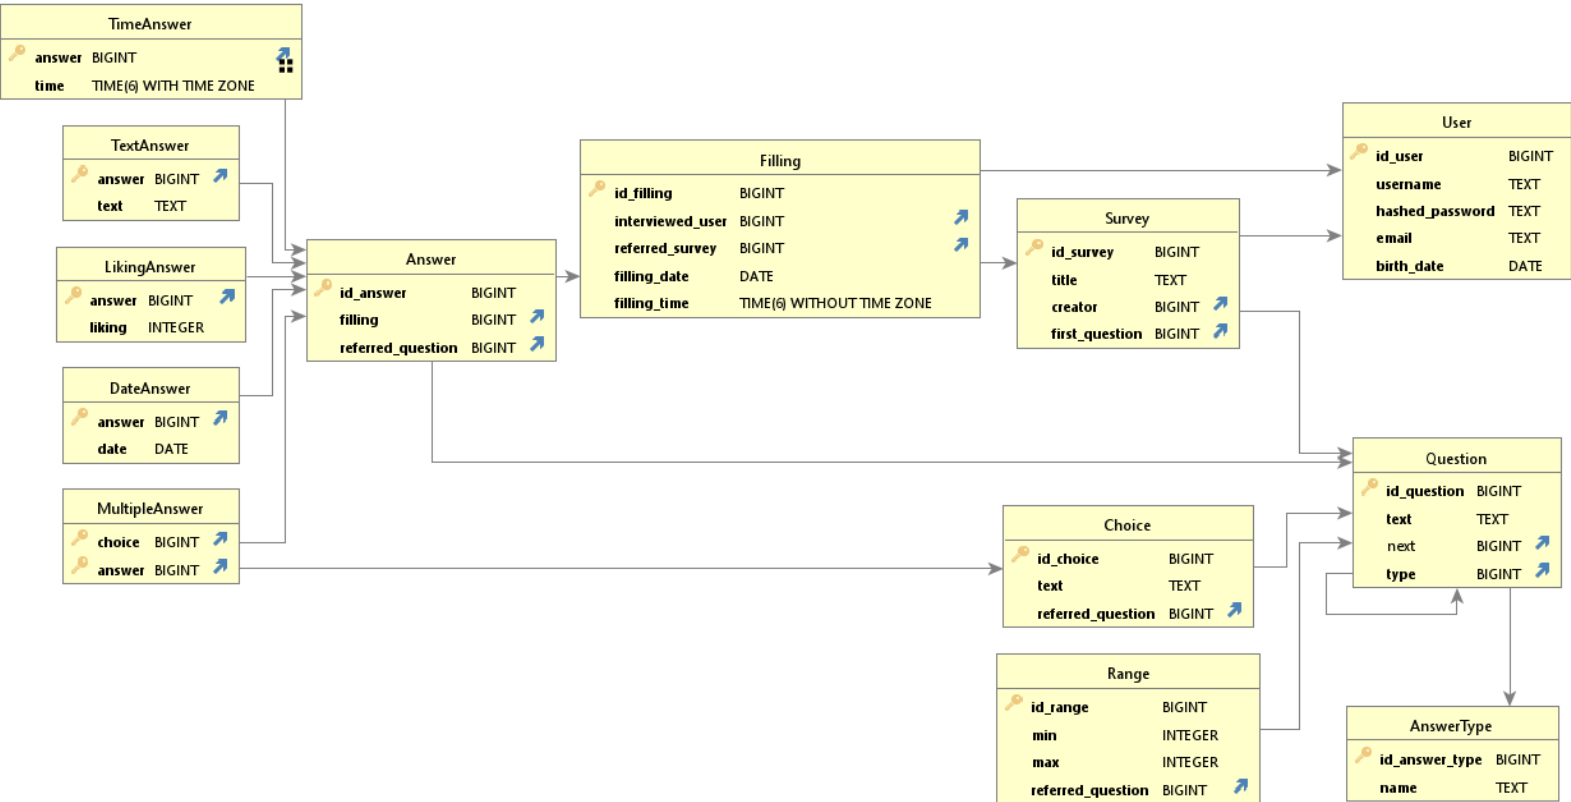 TimeAnswer
answer BIGINT
time TIME(6) WITH TIME ZONE
TextAnswer
answer BIGINT
text TEXT
LikingAnswer
answer BIGINT
liking INTEGER
DateAnswer
answer BIGINT
date DATE
MultipleAnswer
choice BIGINT
answer BIGINT
Answer
id_answer BIGINT
filling BIGINT
referred_question BIGINT
Filling
id_filling BIGINT
interviewed_user BIGINT
referred_survey BIGINT
filling_date DATE
filling_time TIME(6) WITHOUT TIME ZONE
Survey
id_survey BIGINT
title TEXT
creator BIGINT
first_question BIGINT
User
id_user BIGINT
username TEXT
hashed_password TEXT
email TEXT
birth_date DATE
Question
id_question BIGINT
text TEXT
next BIGINT
type BIGINT
Choice
id_choice BIGINT
text TEXT
referred_question BIGINT
Range
id_range BIGINT
min INTEGER
max INTEGER
referred_question BIGINT
AnswerType
id_answer_type BIGINT
name TEXT